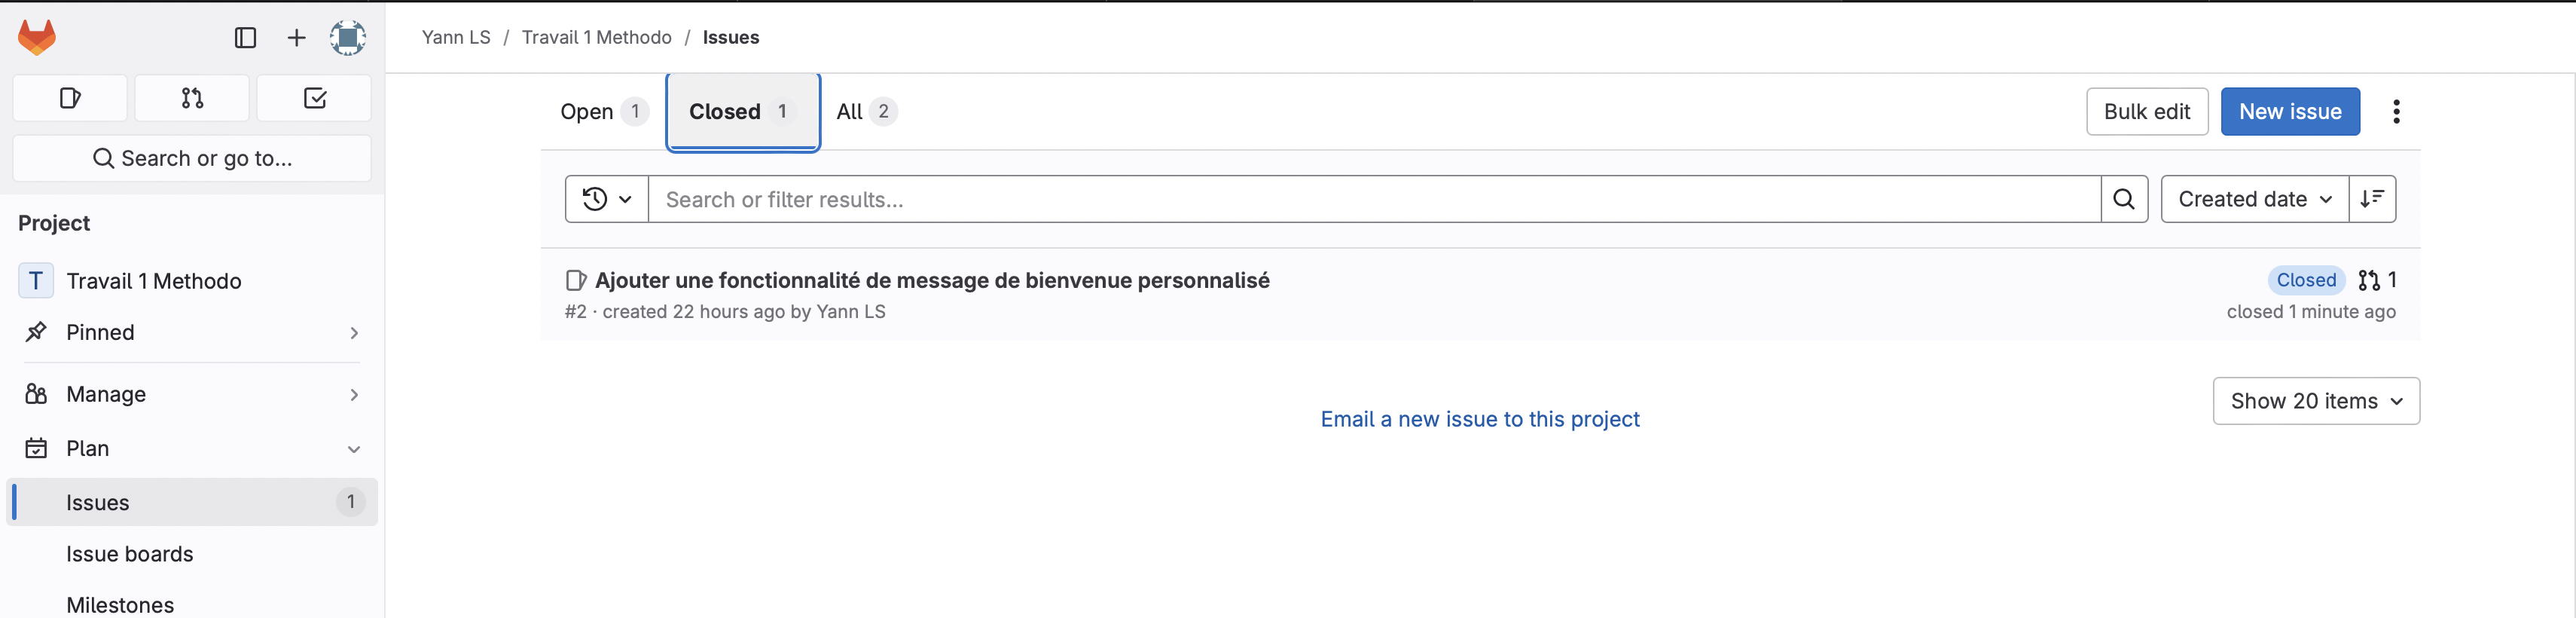 Yann LS / Travail 1 Methodo / Issues
Open 1 Closed 1 All 2
Bulk edit New issue
Search or go to...
Search or filter results...
Created date
Project
T Travail 1 Methodo
Ajouter une fonctionnalité de message de bienvenue personnalisé
Closed 1
#2 · created 22 hours ago by Yann LS
closed 1 minute ago
Pinned
Manage
Show 20 items
Email a new issue to this project
Plan
Issues 1
Issue boards
Milestones